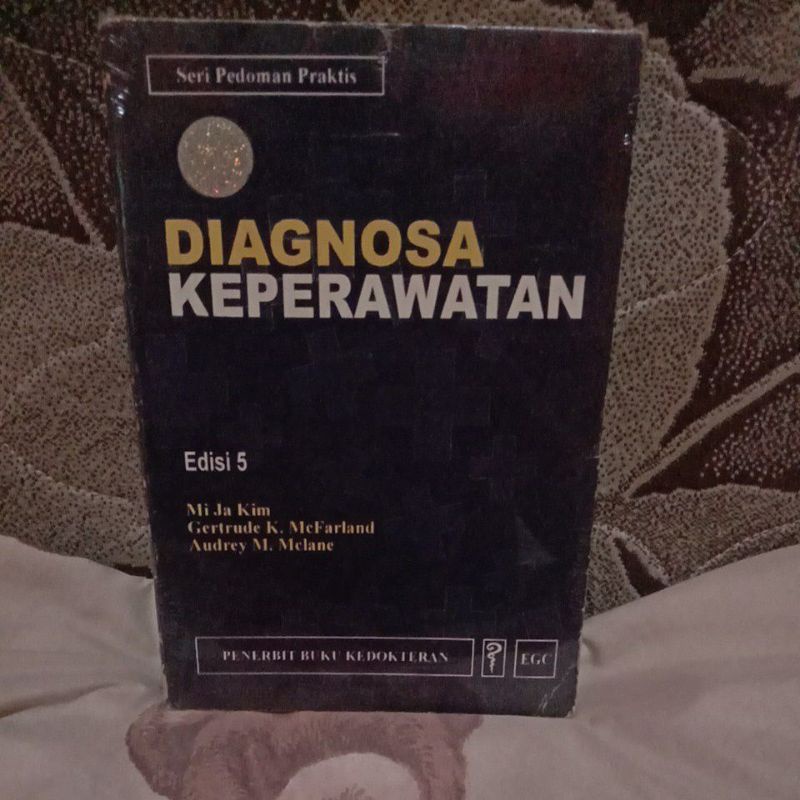 Seri Pedoman Praktis
DIAGNOSA
KEPERAWATAN
Edisi 5
Mi Ja Kim
Gertrude K. McFarland
Audrey M. Mclane
PENERBIT BUKU KEDOKTERAN
EGC